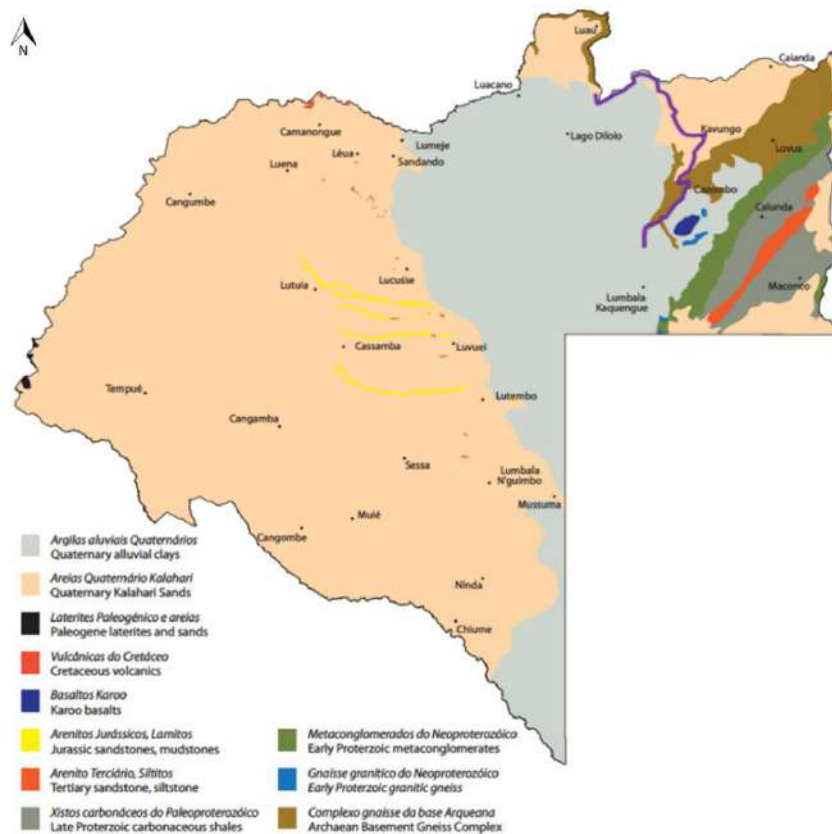 N
Luau
Luacano
Caianda
Camanongue
Lumeje
Lago Dilolo
Kavungo
Lovua
Léua
Sandando
Luena
Cazombo
Cangumbe
Calunda
Lucusse
Lutuia
Lumbala
Kaquengue
Maconco
Cassamba
Luvuei
Tempué
Lutembo
Cangamba
Sessa
Lumbala
N'guimbo
Mussuma
Muié
Cangombe
Ninda
Chiume
Argilas aluviais Quaternários
Quaternary alluvial clays
Areias Quaternário Kalahari
Quaternary Kalahari Sands
Laterites Paleogénico e areias
Paleogene laterites and sands
Vulcânicas do Cretáceo
Cretaceous volcanics
Basaltos Karoo
Karoo basalts
Arenitos Jurássicos, Lamitos
Jurassic sandstones, mudstones
Arenito Terciário, Siltitos
Tertiary sandstone, siltstone
Xistos carbonáceos do Paleoproterozóico
Late Proterzoic carbonaceous shales
Metaconglomerados do Neoproterozóico
Early Proterzoic metaconglomerates
Gnaisse granítico do Neoproterozóico
Early Proterzoic granitic gneiss
Complexo gnaisse da base Arqueana
Archaean Basement Gneiss Complex